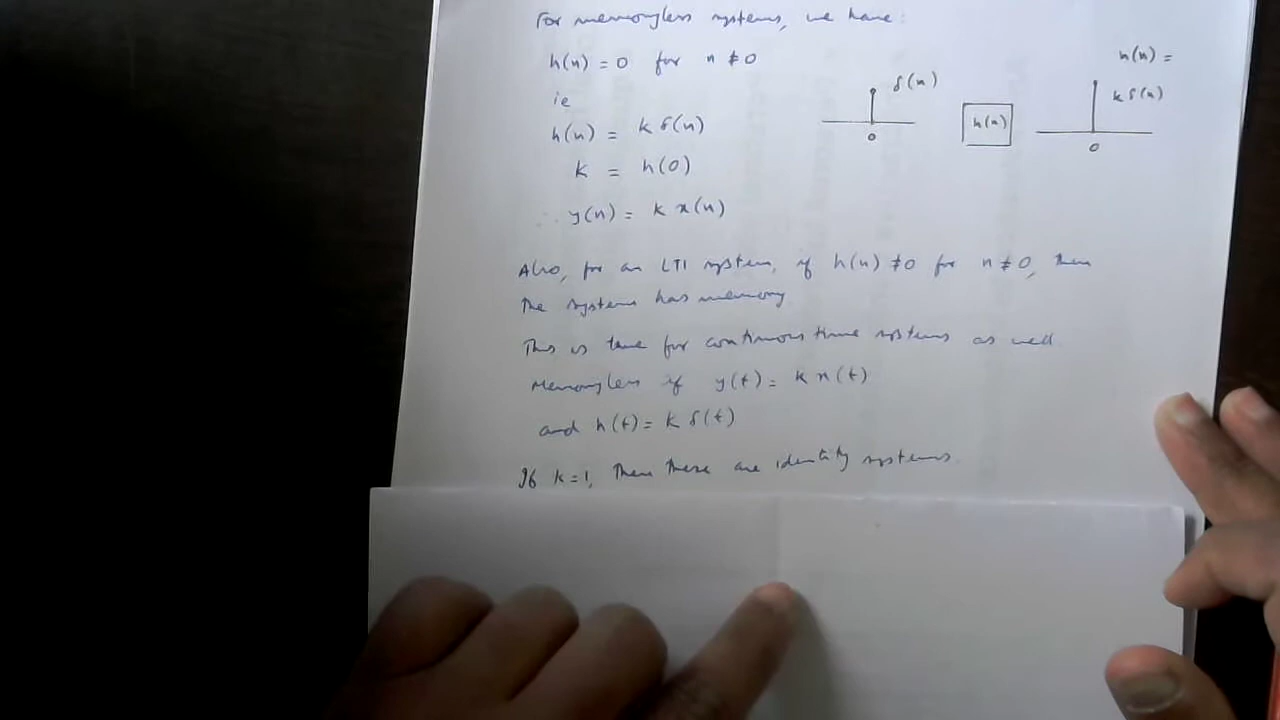 For memoryless systems, we have:
h(n) = 0 for n ≠ 0
ie
h(n) = k δ(n)
k = h(0)
∴ y(n) = k x(n)
δ(n)
0
h(n)
h(n) =
k δ(n)
0
Also, for an LTI system, if h(n) ≠ 0 for n ≠ 0, then
the systems has memory
This is true for continuous time systems as well
Memoryless if y(t) = k x(t)
and h(t) = k δ(t)
If k = 1, then these are identity systems